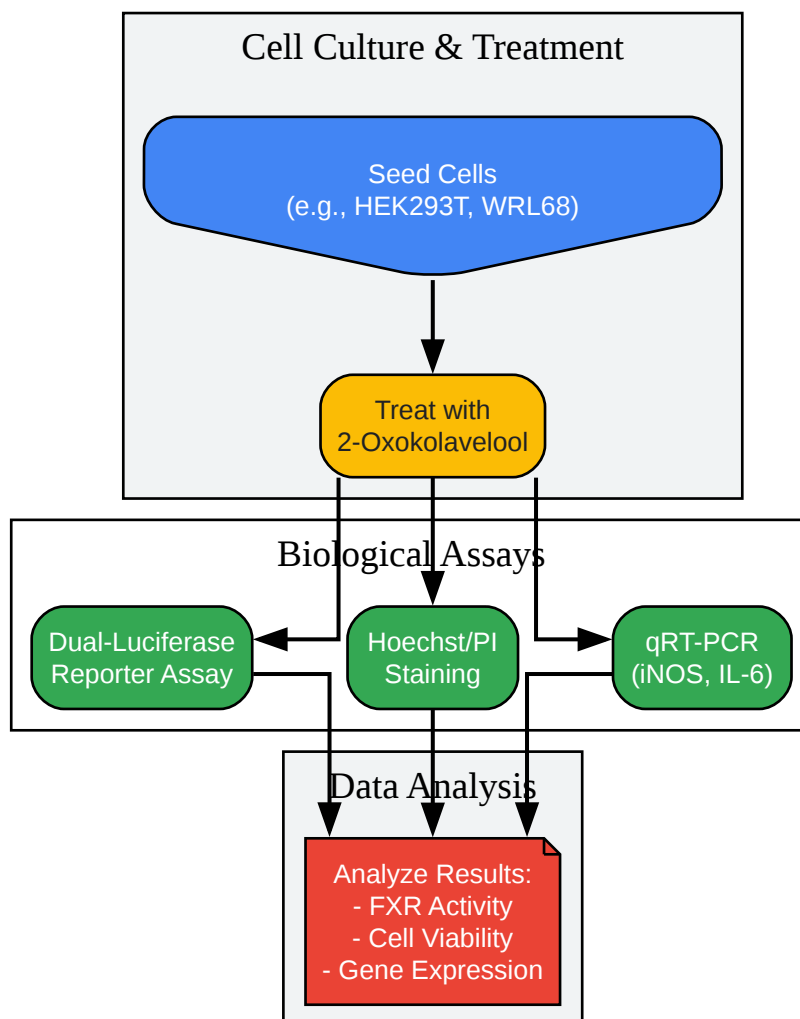 Cell Culture & Treatment
Seed Cells
(e.g., HEK293T, WRL68)
Treat with
2-Oxokolavelool
Biological Assays
Dual-Luciferase
Reporter Assay
Hoechst/PI
Staining
qRT-PCR
(iNOS, IL-6)
Data Analysis
Analyze Results:
- FXR Activity
- Cell Viability
- Gene Expression